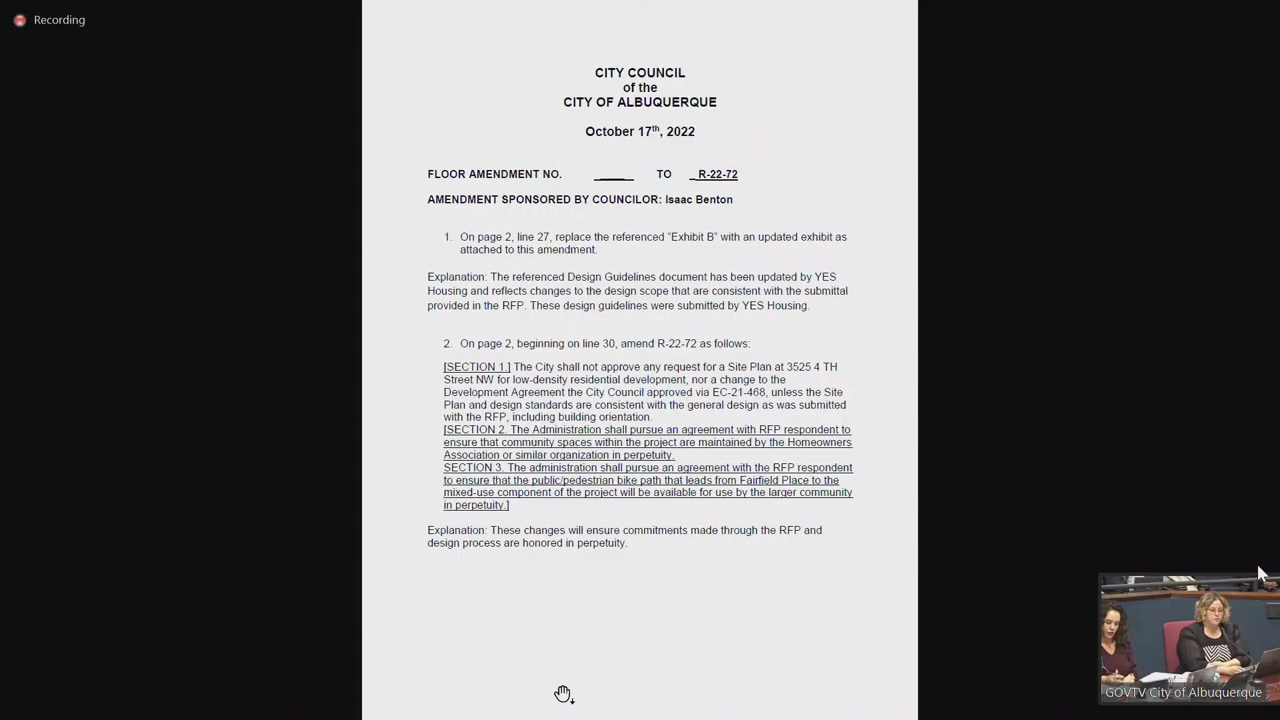 Recording
CITY COUNCIL
of the
CITY OF ALBUQUERQUE
October 17th, 2022
FLOOR AMENDMENT NO. ______ TO _R-22-72
AMENDMENT SPONSORED BY COUNCILOR: Isaac Benton
1. On page 2, line 27, replace the referenced “Exhibit B” with an updated exhibit as
attached to this amendment.
Explanation: The referenced Design Guidelines document has been updated by YES
Housing and reflects changes to the design scope that are consistent with the submittal
provided in the RFP. These design guidelines were submitted by YES Housing.
2. On page 2, beginning on line 30, amend R-22-72 as follows:
[SECTION 1.] The City shall not approve any request for a Site Plan at 3525 4 TH
Street NW for low-density residential development, nor a change to the
Development Agreement the City Council approved via EC-21-468, unless the Site
Plan and design standards are consistent with the general design as was submitted
with the RFP, including building orientation.
[SECTION 2. The Administration shall pursue an agreement with RFP respondent to
ensure that community spaces within the project are maintained by the Homeowners
Association or similar organization in perpetuity.
SECTION 3. The administration shall pursue an agreement with the RFP respondent
to ensure that the public/pedestrian bike path that leads from Fairfield Place to the
mixed-use component of the project will be available for use by the larger community
in perpetuity.]
Explanation: These changes will ensure commitments made through the RFP and
design process are honored in perpetuity.
GOVTV City of Albuquerque